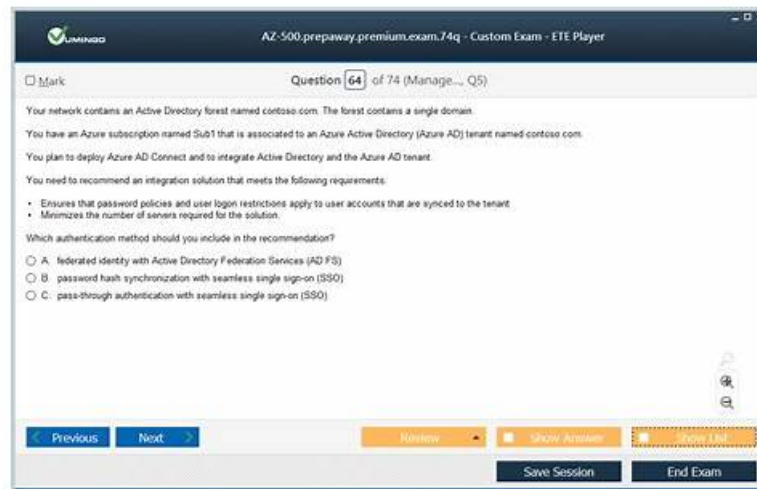 VUMINGO
AZ-500.prepaway.premium.exam.74q - Custom Exam - ETE Player
Mark
Question 64 of 74 (Manage..., Q5)
Your network contains an Active Directory forest named contoso.com. The forest contains a single domain.
You have an Azure subscription named Sub1 that is associated to an Azure Active Directory (Azure AD) tenant named contoso.com.
You plan to deploy Azure AD Connect and to integrate Active Directory and the Azure AD tenant.
You need to recommend an integration solution that meets the following requirements:
• Ensures that password policies and user logon restrictions apply to user accounts that are synced to the tenant
• Minimizes the number of servers required for the solution.
Which authentication method should you include in the recommendation?
A. federated identity with Active Directory Federation Services (AD FS)
B. password hash synchronization with seamless single sign-on (SSO)
C. pass-through authentication with seamless single sign-on (SSO)
Previous Next Review Show Answer Show List
Save Session End Exam